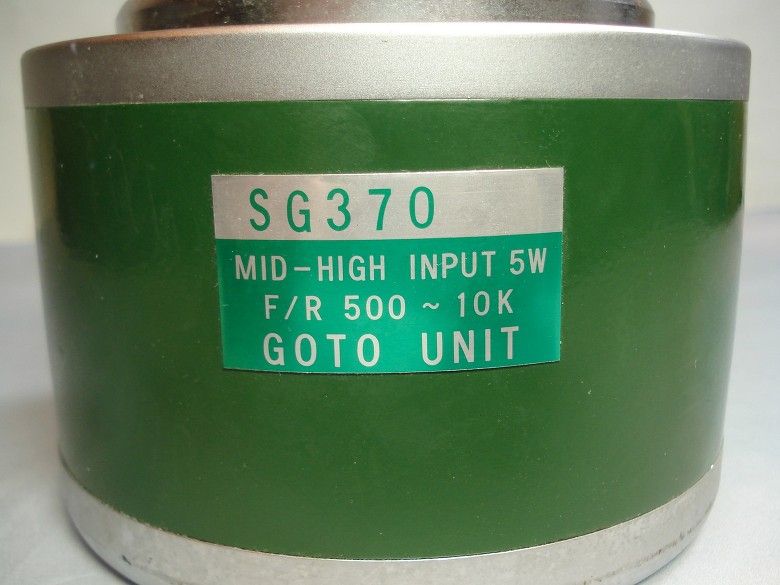 SG370
MID-HIGH INPUT 5W
F/R 500 ~ 10K
GOTO UNIT